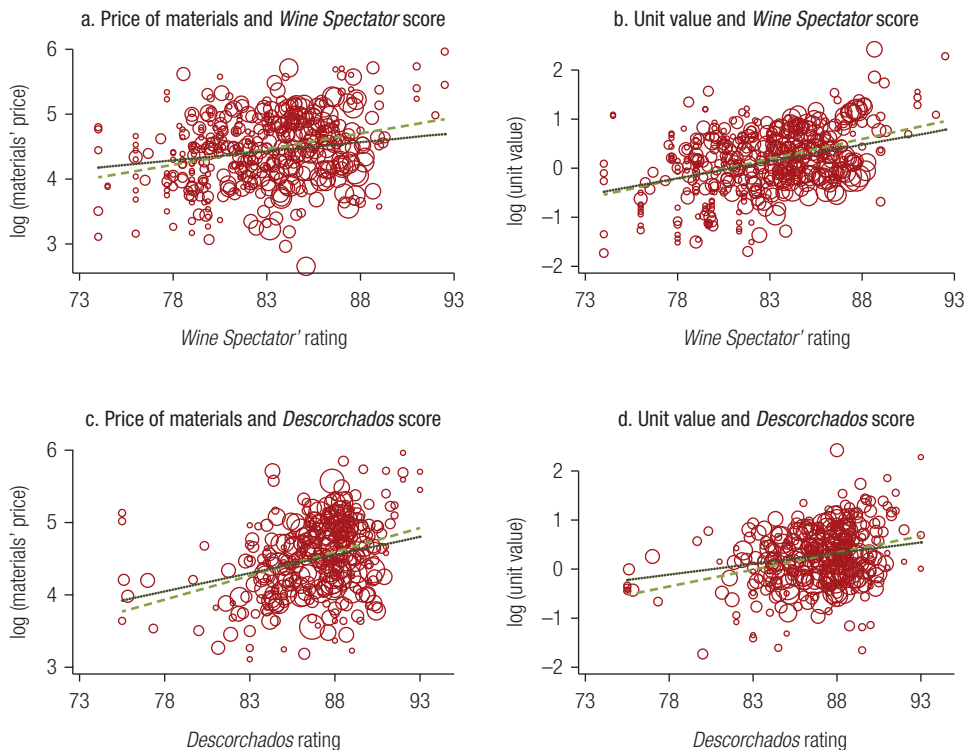 a. Price of materials and Wine Spectator score
log (materials' price)
6
5
4
3
73 78 83 88 93
Wine Spectator' rating
b. Unit value and Wine Spectator score
log (unit value)
2
1
0
–1
–2
73 78 83 88 93
Wine Spectator' rating
c. Price of materials and Descorchados score
log (materials' price)
6
5
4
3
73 78 83 88 93
Descorchados rating
d. Unit value and Descorchados score
log (unit value)
2
1
0
–1
–2
73 78 83 88 93
Descorchados rating